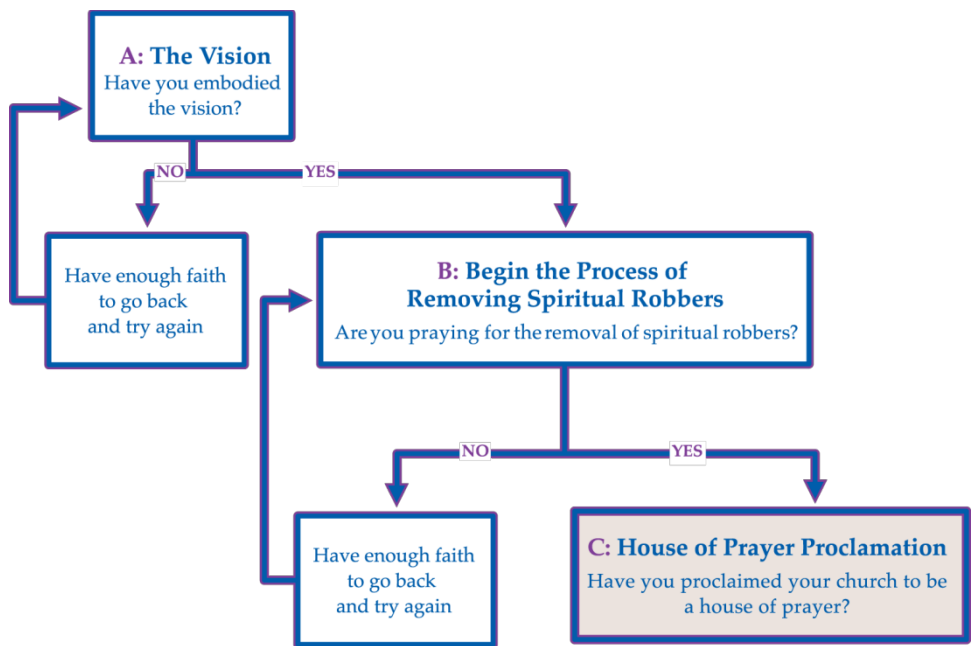 A: The Vision
Have you embodied
the vision?
NO
YES
Have enough faith
to go back
and try again
B: Begin the Process of
Removing Spiritual Robbers
Are you praying for the removal of spiritual robbers?
NO
YES
Have enough faith
to go back
and try again
C: House of Prayer Proclamation
Have you proclaimed your church to be
a house of prayer?